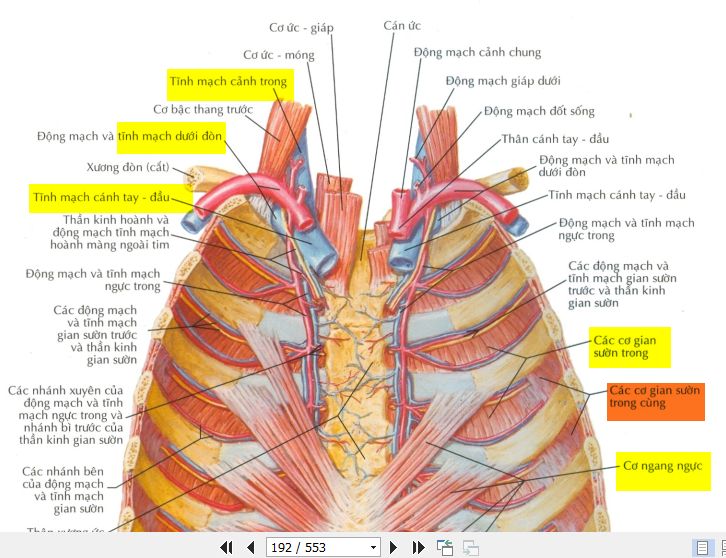 Cơ ức - giáp
Cán ức
Cơ ức - móng
Động mạch cảnh chung
Tĩnh mạch cảnh trong
Động mạch giáp dưới
Cơ bậc thang trước
Động mạch đốt sống
Động mạch và tĩnh mạch dưới đòn
Thân cánh tay - đầu
Xương đòn (cắt)
Động mạch và tĩnh mạch
dưới đòn
Tĩnh mạch cánh tay - đầu
Tĩnh mạch cánh tay - đầu
Thần kinh hoành và
động mạch tĩnh mạch
hoành màng ngoài tim
Động mạch và tĩnh mạch
ngực trong
Động mạch và tĩnh mạch
ngực trong
Các động mạch và
tĩnh mạch gian sườn
trước và thần kinh
gian sườn
Các động mạch
và tĩnh mạch
gian sườn trước
và thần kinh
gian sườn
Các cơ gian
sườn trong
Các nhánh xuyên của
động mạch và tĩnh
mạch ngực trong và
nhánh bì trước của
thần kinh gian sườn
Các cơ gian sườn
trong cùng
Các nhánh bên
của động mạch
và tĩnh mạch
gian sườn
Cơ ngang ngực
Thân xương ức
192 / 553